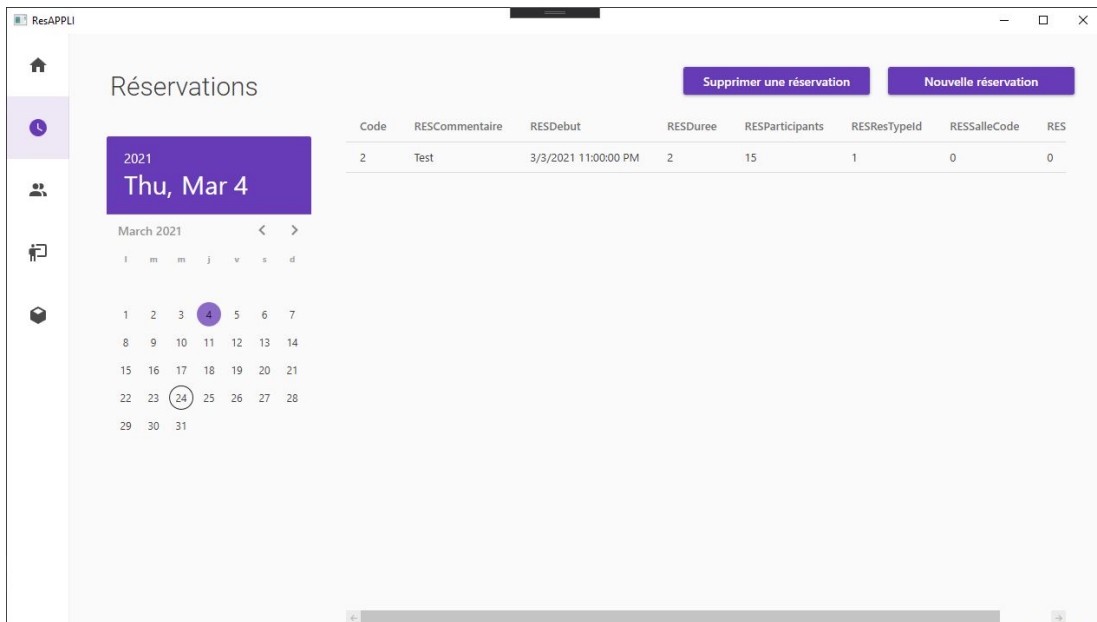 ResAPPLI
Réservations
Supprimer une réservation
Nouvelle réservation
2021
Thu, Mar 4
March 2021
l m m j v s d
1 2 3 4 5 6 7
8 9 10 11 12 13 14
15 16 17 18 19 20 21
22 23 24 25 26 27 28
29 30 31
Code RESCommentaire RESDebut RESDuree RESParticipants RESResTypeId RESSalleCode RES
2 Test 3/3/2021 11:00:00 PM 2 15 1 0 0